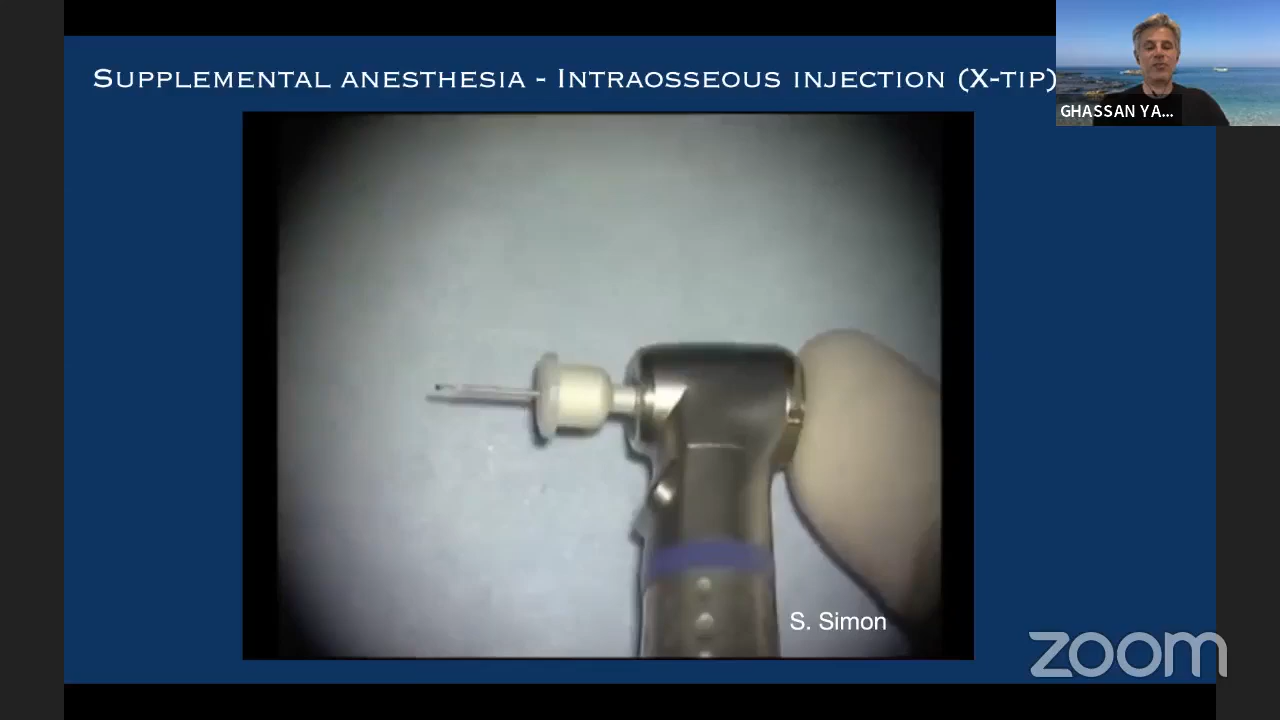 SUPPLEMENTAL ANESTHESIA - INTRAOSSEOUS INJECTION (X-TIP)
GHASSAN YA...
S. Simon
zoom